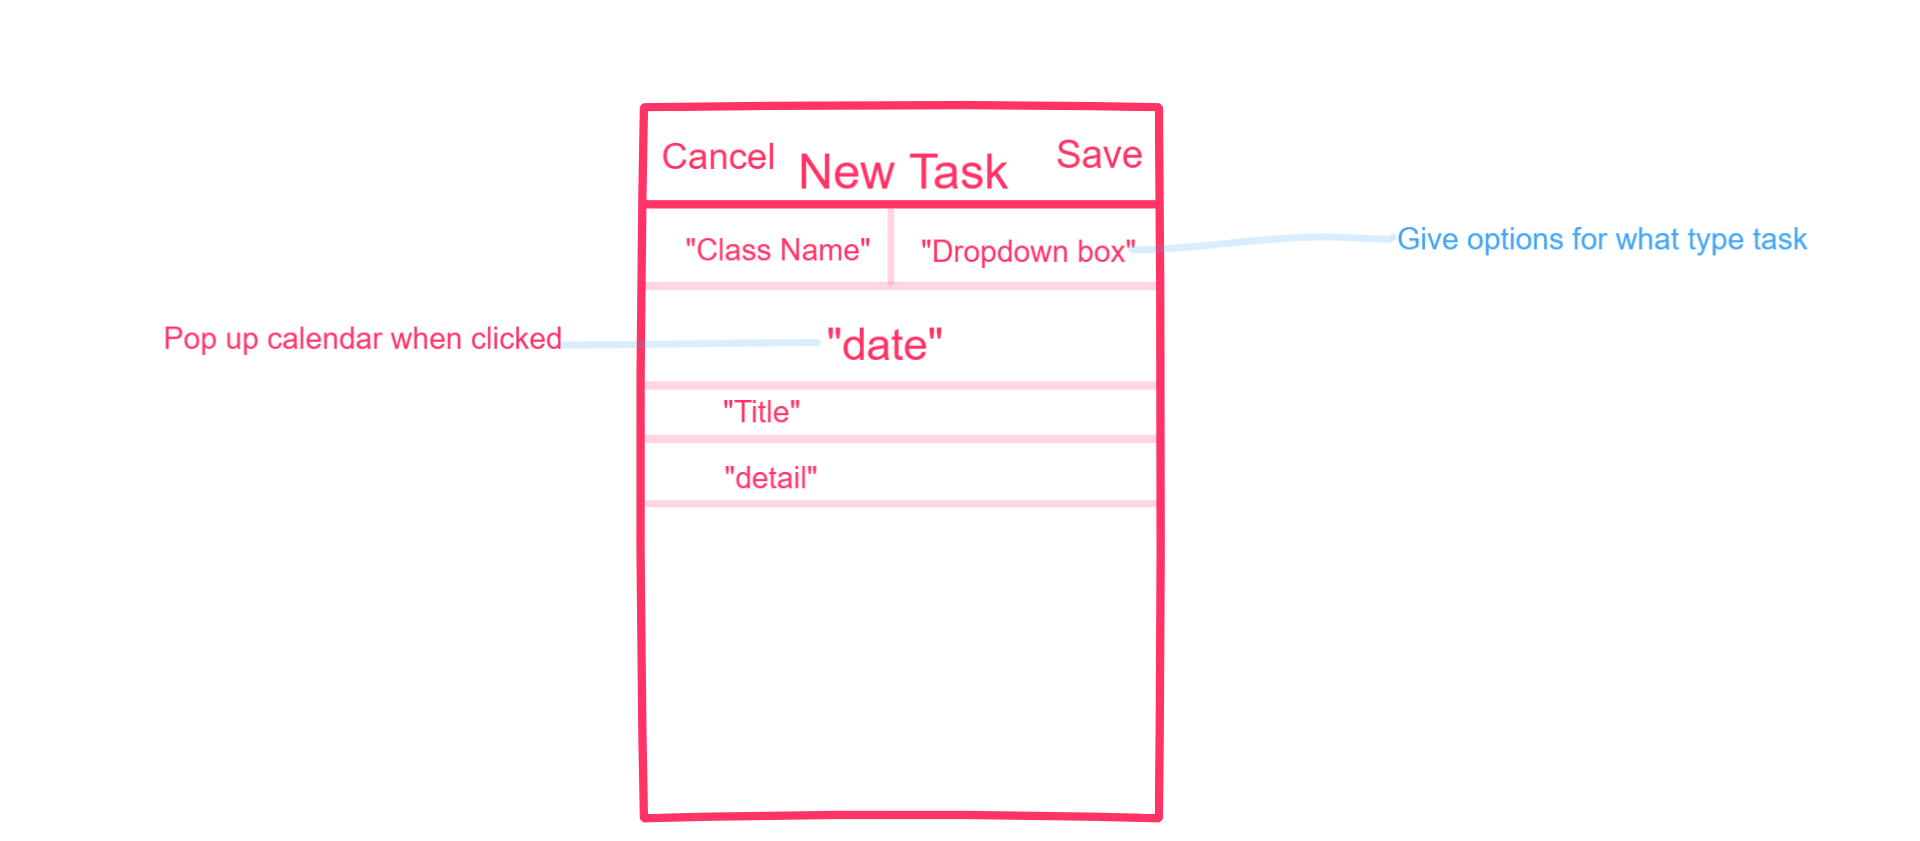 Cancel
New Task
Save
"Class Name"
"Dropdown box"
Give options for what type task
Pop up calendar when clicked
"date"
"Title"
"detail"